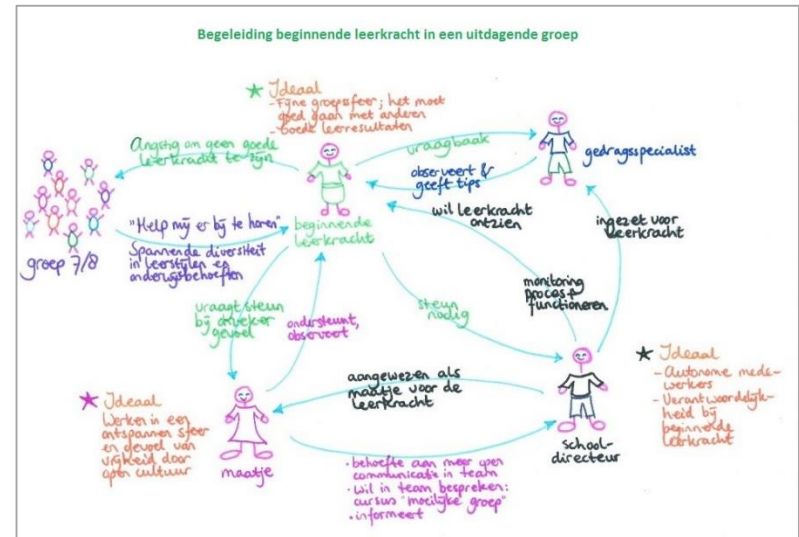 Begeleiding beginnende leerkracht in een uitdagende groep
Ideaal
- Fijne groepssfeer; het moet
goed gaan met anderen
- Goede leerresultaten
Angstig om geen goede
leerkracht te zijn
vraagbaak
gedragsspecialist
observeert &
geeft tips
"Help mij er bij te horen"
Spannende diversiteit
in leerstijlen en
onderwijsbehoeften
groep 7/8
beginnende
leerkracht
wil leerkracht
ontzien
ingezet voor
leerkracht
monitoring
proces +
functioneren
vraagt steun
bij onzeker
gevoel
ondersteunt,
observeert
steun
nodig
Ideaal
- Autonome mede-
werkers
- Verantwoordelijk-
heid bij
beginnende
leerkracht
aangewezen als
maatje voor de
leerkracht
Ideaal
Werken in een
ontspannen sfeer
en gevoel van
vrijheid door
open cultuur
maatje
school-
directeur
• behoefte aan meer open
communicatie in team
• wil in team bespreken:
cursus "moeilijke groep"
• informeert